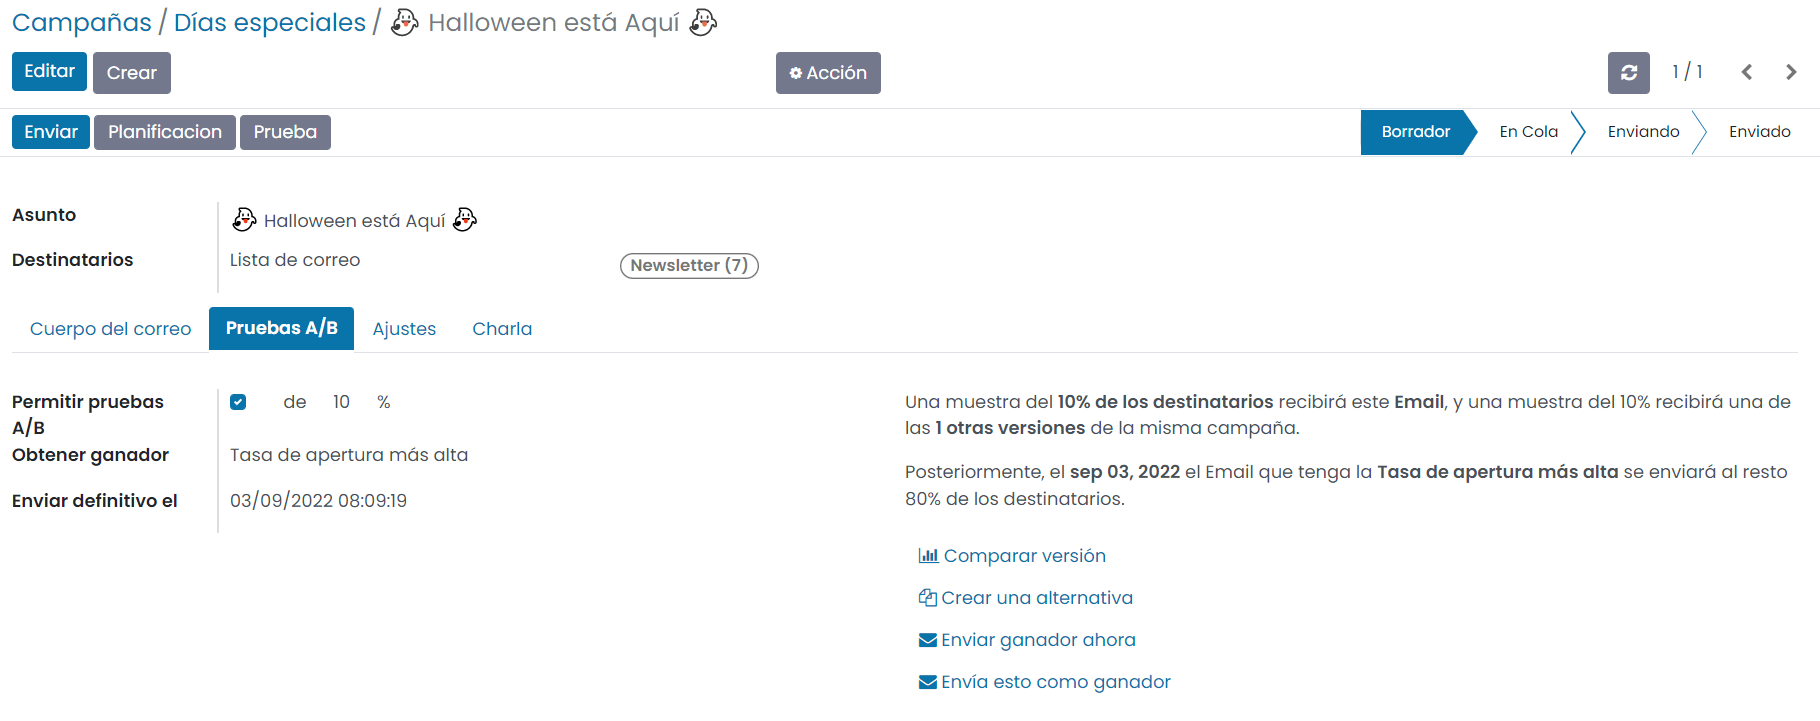 Campañas / Días especiales / 👻 Halloween está Aquí 👻
Editar Crear Acción 1 / 1
Enviar Planificacion Prueba Borrador En Cola Enviando Enviado
Asunto 👻 Halloween está Aquí 👻
Destinatarios Lista de correo Newsletter (7)
Cuerpo del correo Pruebas A/B Ajustes Charla
Permitir pruebas de 10 %
A/B
Obtener ganador Tasa de apertura más alta
Enviar definitivo el 03/09/2022 08:09:19
Una muestra del 10% de los destinatarios recibirá este Email, y una muestra del 10% recibirá una de
las 1 otras versiones de la misma campaña.
Posteriormente, el sep 03, 2022 el Email que tenga la Tasa de apertura más alta se enviará al resto
80% de los destinatarios.
Comparar versión
Crear una alternativa
Enviar ganador ahora
Envía esto como ganador